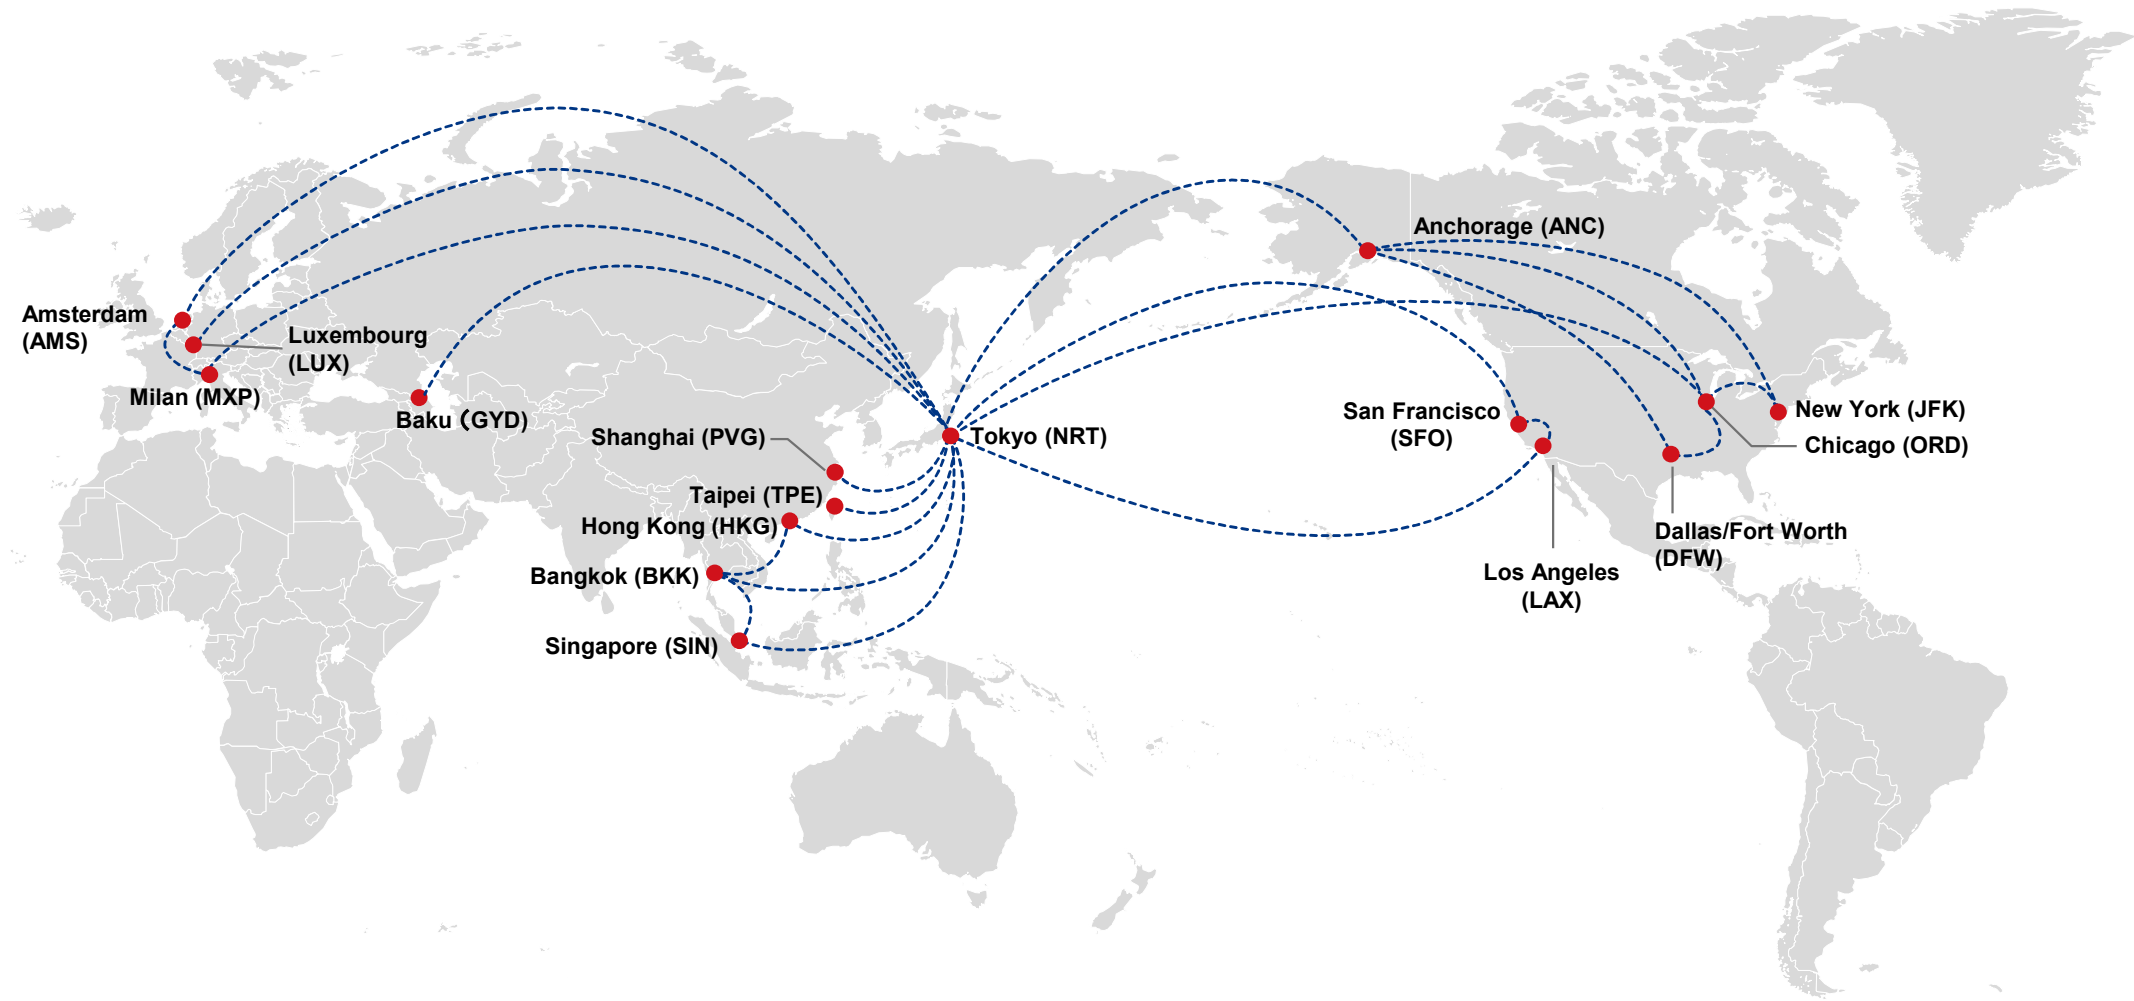 Anchorage (ANC)
Amsterdam
(AMS)
Luxembourg
(LUX)
Milan (MXP)
Baku（GYD)
Shanghai (PVG)
Tokyo (NRT)
Taipei (TPE)
Hong Kong (HKG)
Bangkok (BKK)
Singapore (SIN)
San Francisco
(SFO)
New York (JFK)
Chicago (ORD)
Dallas/Fort Worth
(DFW)
Los Angeles
(LAX)